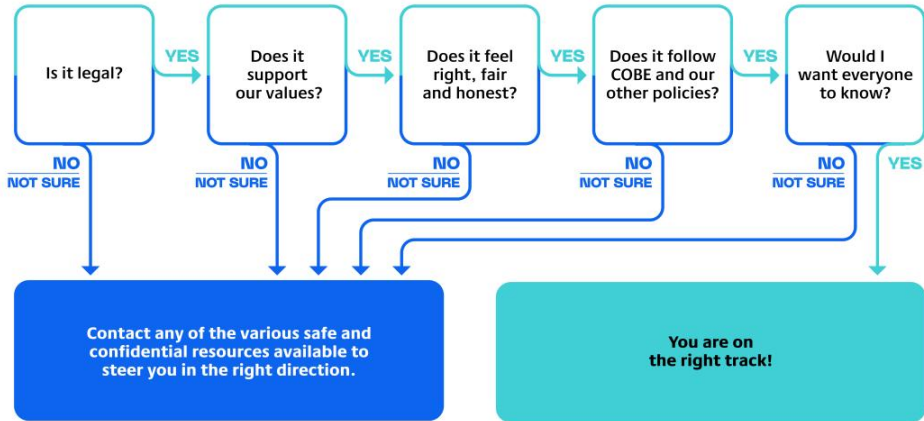 Is it legal?
YES
Does it
support
our values?
YES
Does it feel
right, fair
and honest?
YES
Does it follow
COBE and our
other policies?
YES
Would I
want everyone
to know?
NO
NOT SURE
NO
NOT SURE
NO
NOT SURE
NO
NOT SURE
NO
NOT SURE
YES
Contact any of the various safe and
confidential resources available to
steer you in the right direction.
You are on
the right track!